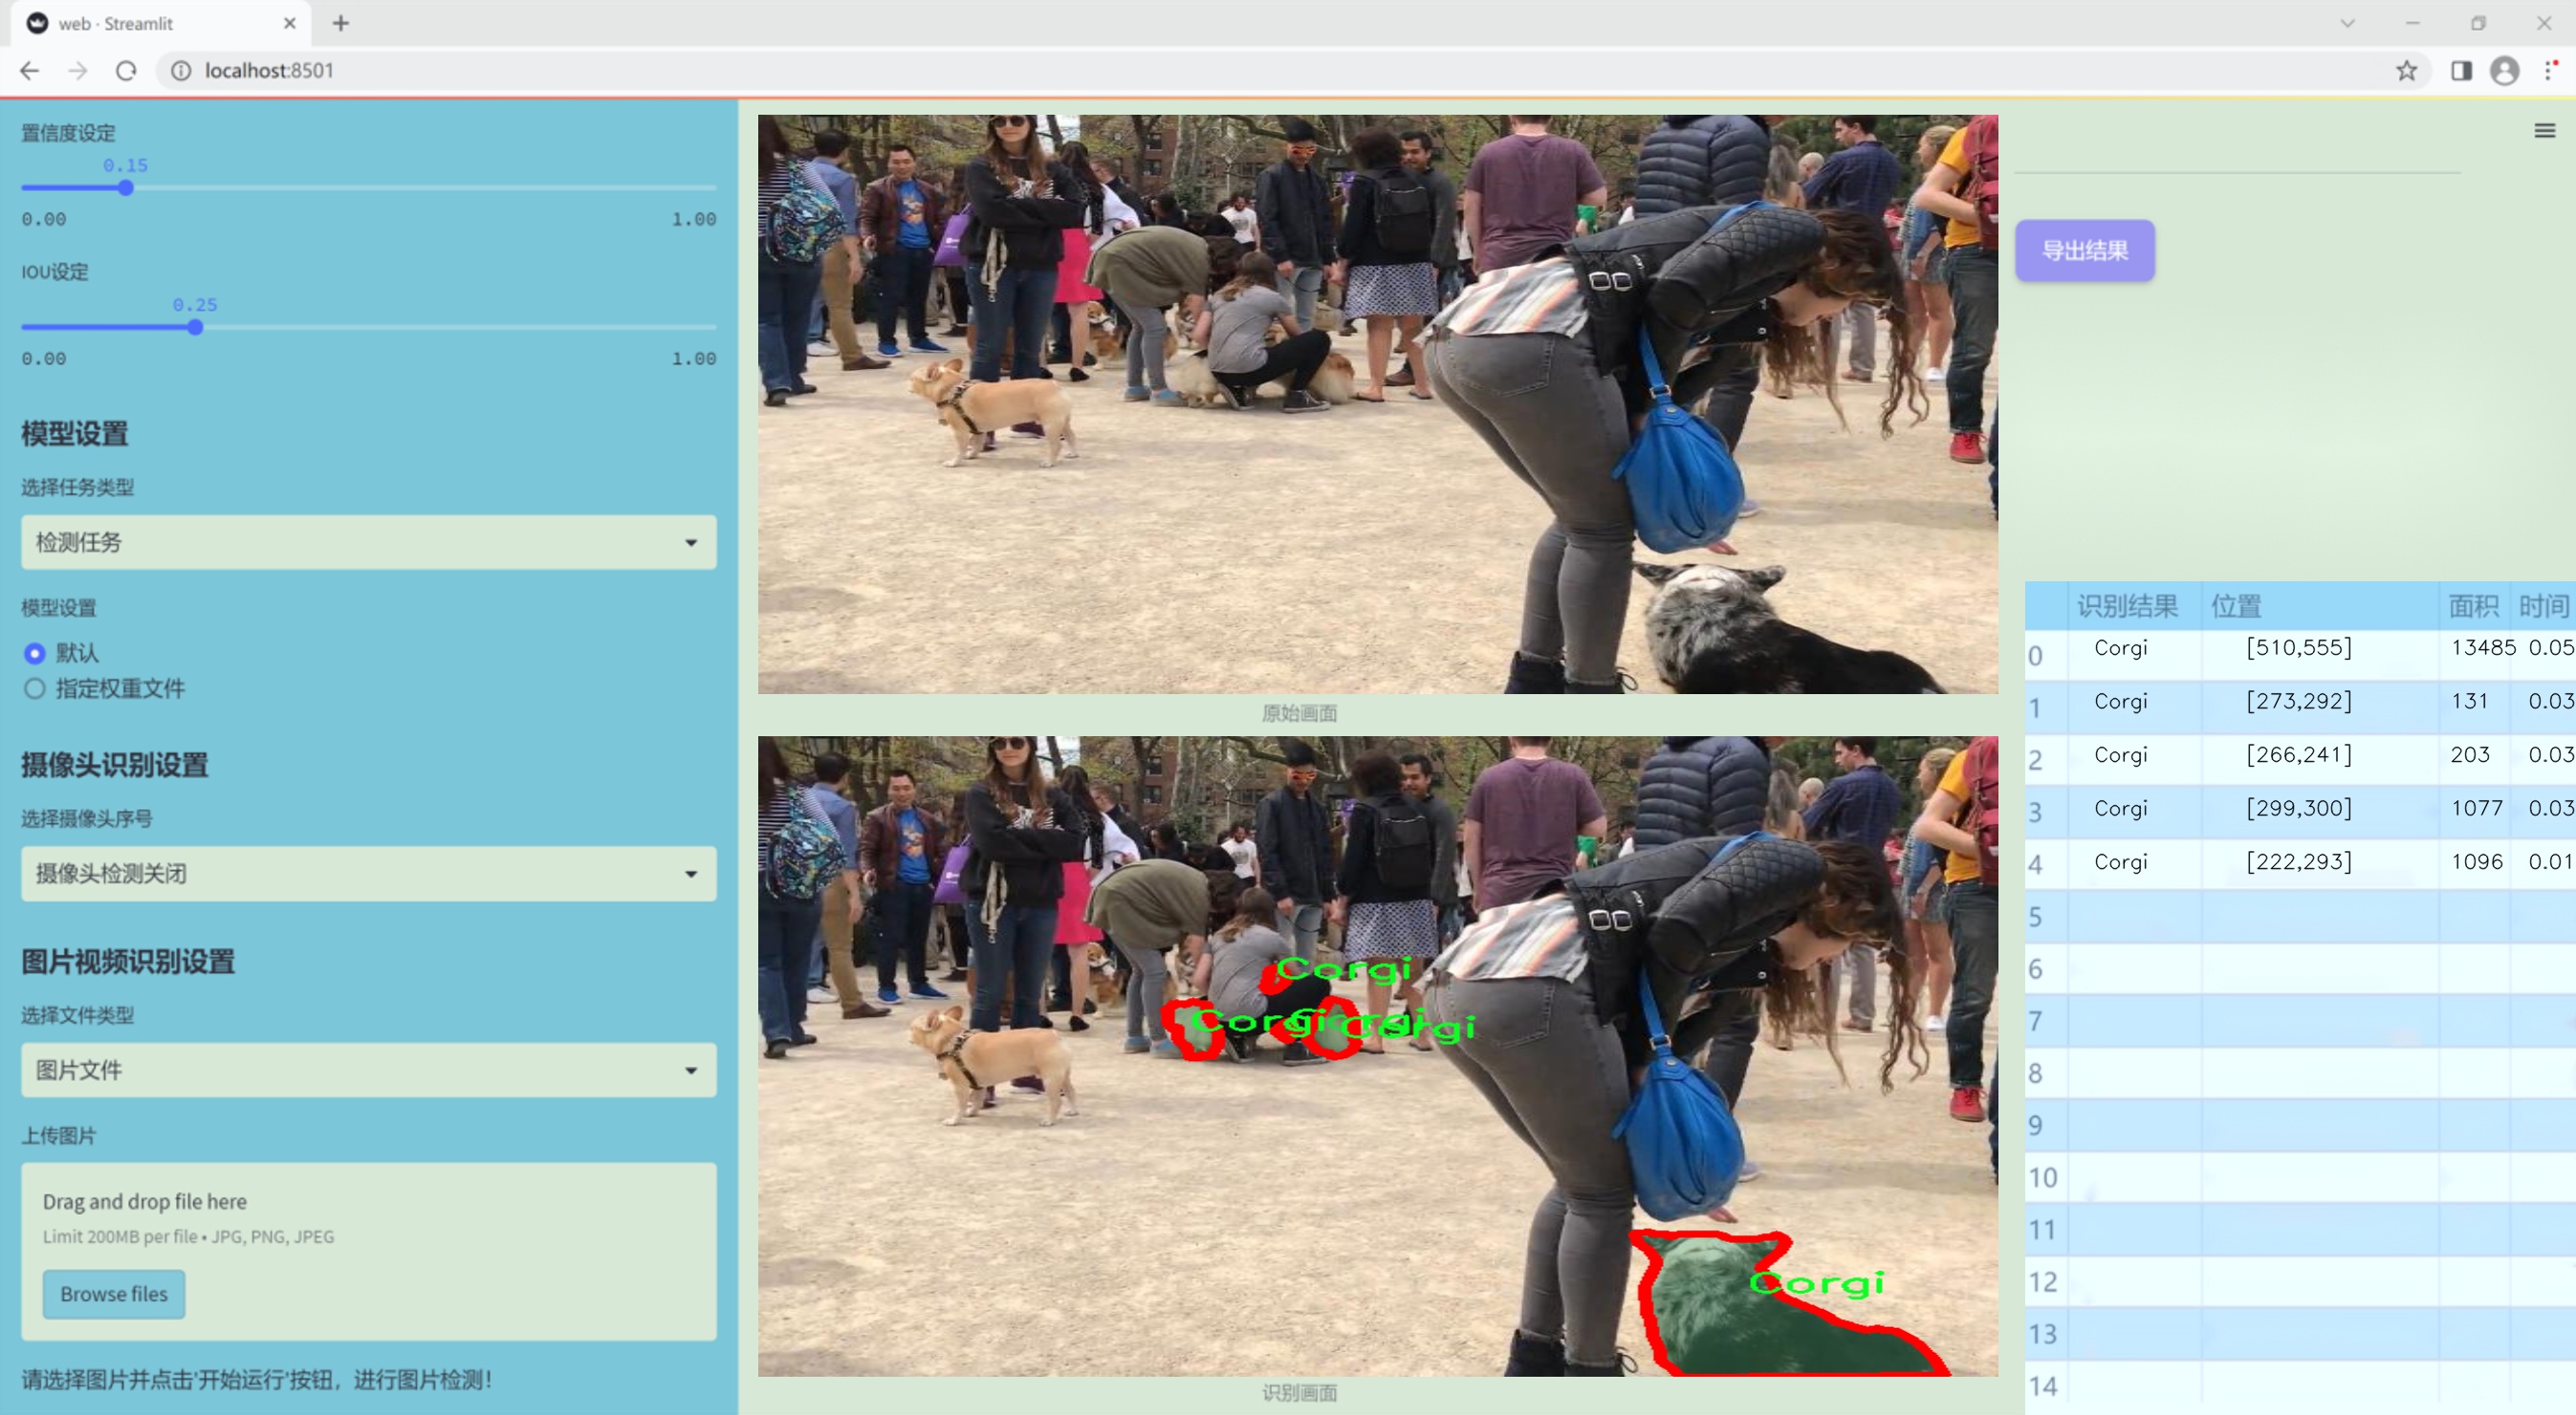 web · Streamlit
localhost:8501
置信度设定
0.15
0.00 1.00
IOU设定
0.25
0.00 1.00
模型设置
选择任务类型
检测任务
模型设置
默认
指定权重文件
摄像头识别设置
选择摄像头序号
摄像头检测关闭
图片视频识别设置
选择文件类型
图片文件
上传图片
Drag and drop file here
Limit 200MB per file • JPG, PNG, JPEG
Browse files
请选择图片并点击'开始运行'按钮，进行图片检测！
原始画面
Corgi
Corgi
Corgi
Corgi
Corgi
识别画面
导出结果
识别结果 位置 面积 时间
0 Corgi [510,555] 13485 0.05
1 Corgi [273,292] 131 0.03
2 Corgi [266,241] 203 0.03
3 Corgi [299,300] 1077 0.03
4 Corgi [222,293] 1096 0.01
5
6
7
8
9
10
11
12
13
14